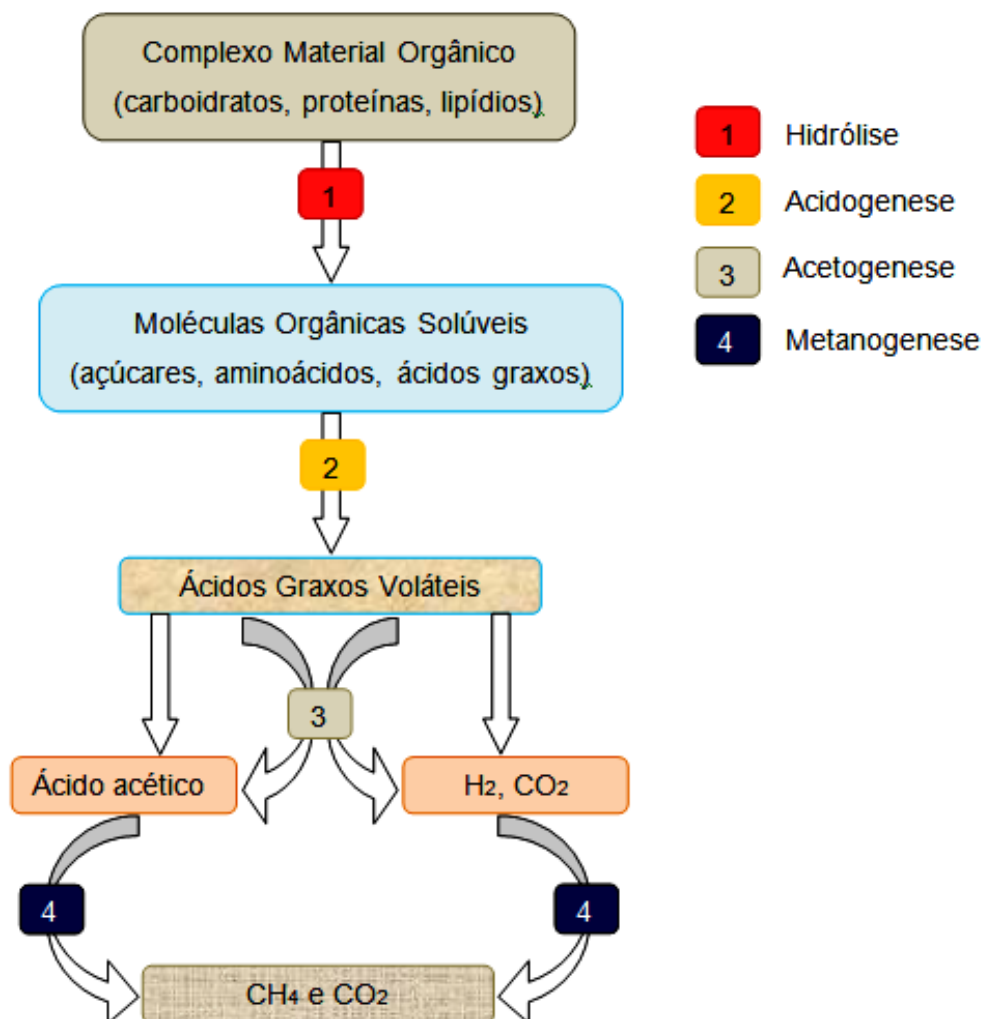 Complexo Material Orgânico
(carboidratos, proteínas, lipídios)
1
Moléculas Orgânicas Solúveis
(açúcares, aminoácidos, ácidos graxos)
2
Ácidos Graxos Voláteis
3
Ácido acético
H2, CO2
4
4
CH4 e CO2
1 Hidrólise
2 Acidogenese
3 Acetogenese
4 Metanogenese